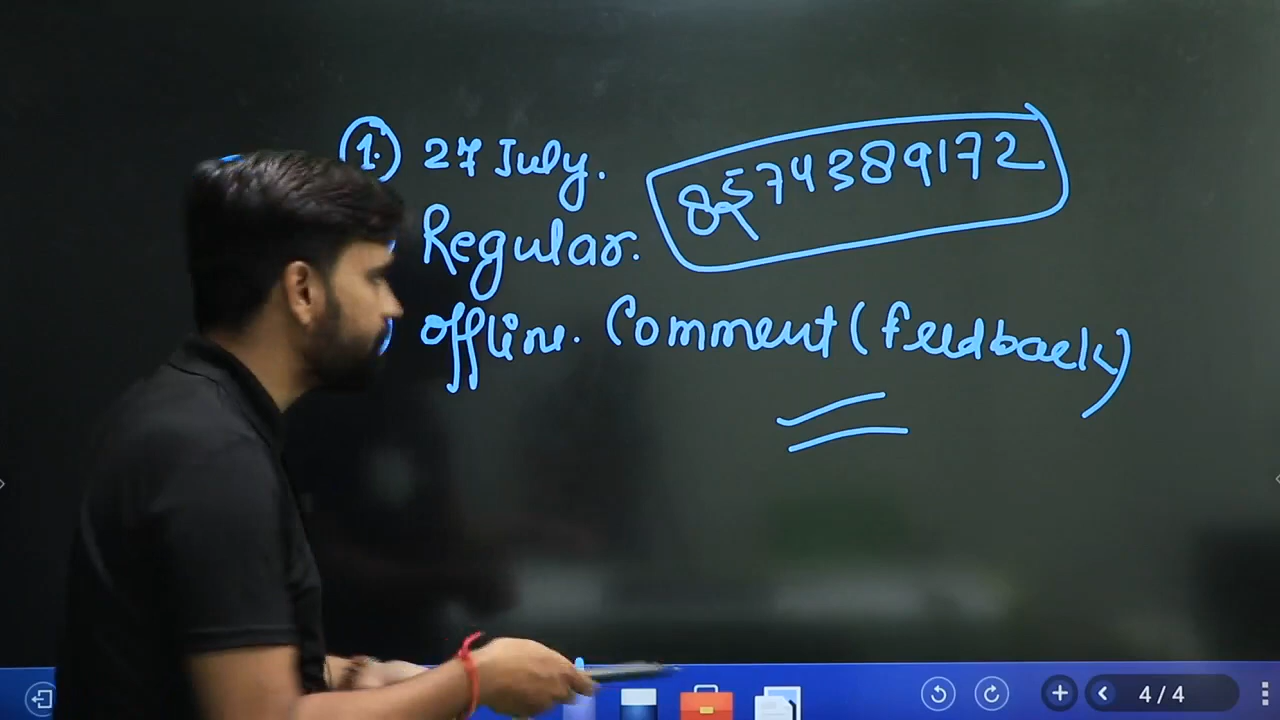 1. 27 July. 8574389172
Regular.
offline. Comment (feedback)
4 / 4